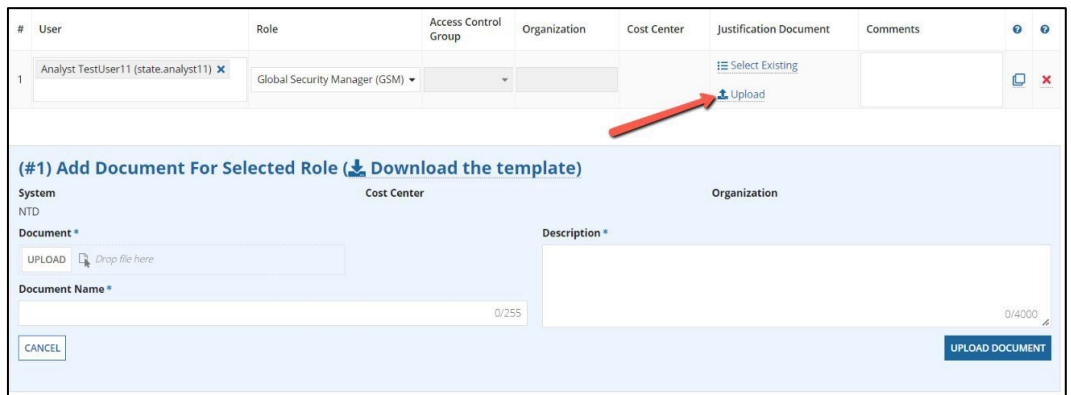 # User Role Access Control Group Organization Cost Center Justification Document Comments ? ?
1 Analyst TestUser11 (state.analyst11) × Global Security Manager (GSM) Select Existing
Upload
(#1) Add Document For Selected Role (Download the template)
System Cost Center Organization
NTD
Document * Description *
UPLOAD Drop file here
Document Name *
0/255 0/4000
CANCEL UPLOAD DOCUMENT